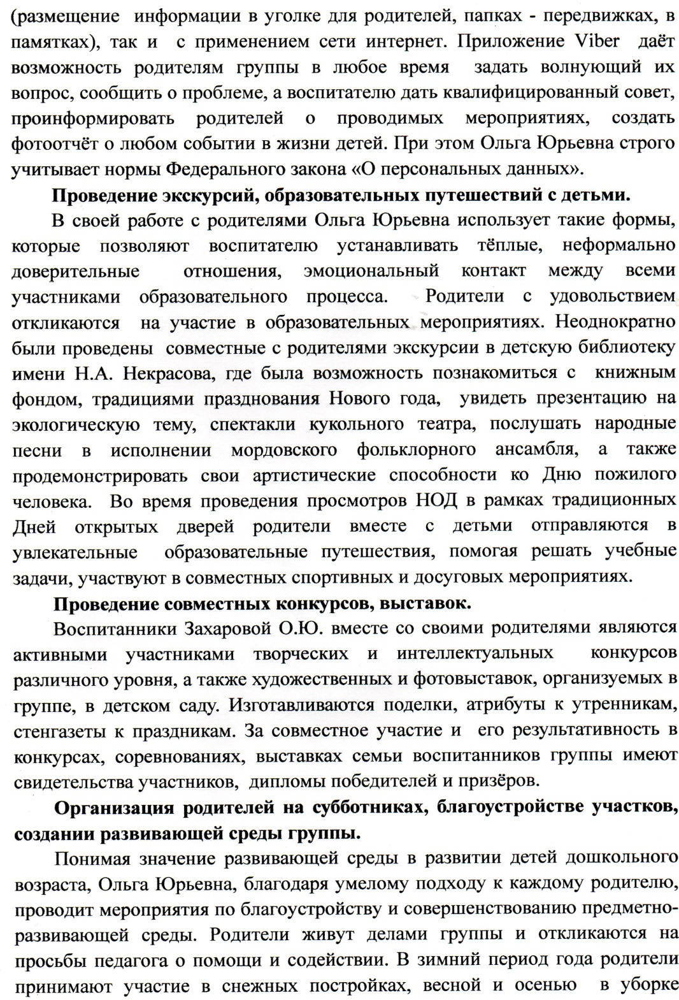 (размещение информации в уголке для родителей, папках - передвижках, в
памятках), так и с применением сети интернет. Приложение Viber даёт
возможность родителям группы в любое время задать волнующий их
вопрос, сообщить о проблеме, а воспитателю дать квалифицированный совет,
проинформировать родителей о проводимых мероприятиях, создать
фотоотчёт о любом событии в жизни детей. При этом Ольга Юрьевна строго
учитывает нормы Федерального закона «О персональных данных».
Проведение экскурсий, образовательных путешествий с детьми.
В своей работе с родителями Ольга Юрьевна использует такие формы,
которые позволяют воспитателю устанавливать тёплые, неформально
доверительные отношения, эмоциональный контакт между всеми
участниками образовательного процесса. Родители с удовольствием
откликаются на участие в образовательных мероприятиях. Неоднократно
были проведены совместные с родителями экскурсии в детскую библиотеку
имени Н.А. Некрасова, где была возможность познакомиться с книжным
фондом, традициями празднования Нового года, увидеть презентацию на
экологическую тему, спектакли кукольного театра, послушать народные
песни в исполнении мордовского фольклорного ансамбля, а также
продемонстрировать свои артистические способности ко Дню пожилого
человека. Во время проведения просмотров НОД в рамках традиционных
Дней открытых дверей родители вместе с детьми отправляются в
увлекательные образовательные путешествия, помогая решать учебные
задачи, участвуют в совместных спортивных и досуговых мероприятиях.
Проведение совместных конкурсов, выставок.
Воспитанники Захаровой О.Ю. вместе со своими родителями являются
активными участниками творческих и интеллектуальных конкурсов
различного уровня, а также художественных и фотовыставок, организуемых в
группе, в детском саду. Изготавливаются поделки, атрибуты к утренникам,
стенгазеты к праздникам. За совместное участие и его результативность в
конкурсах, соревнованиях, выставках семьи воспитанников группы имеют
свидетельства участников, дипломы победителей и призёров.
Организация родителей на субботниках, благоустройстве участков,
создании развивающей среды группы.
Понимая значение развивающей среды в развитии детей дошкольного
возраста, Ольга Юрьевна, благодаря умелому подходу к каждому родителю,
проводит мероприятия по благоустройству и совершенствованию предметно-
развивающей среды. Родители живут делами группы и откликаются на
просьбы педагога о помощи и содействии. В зимний период года родители
принимают участие в снежных постройках, весной и осенью в уборке